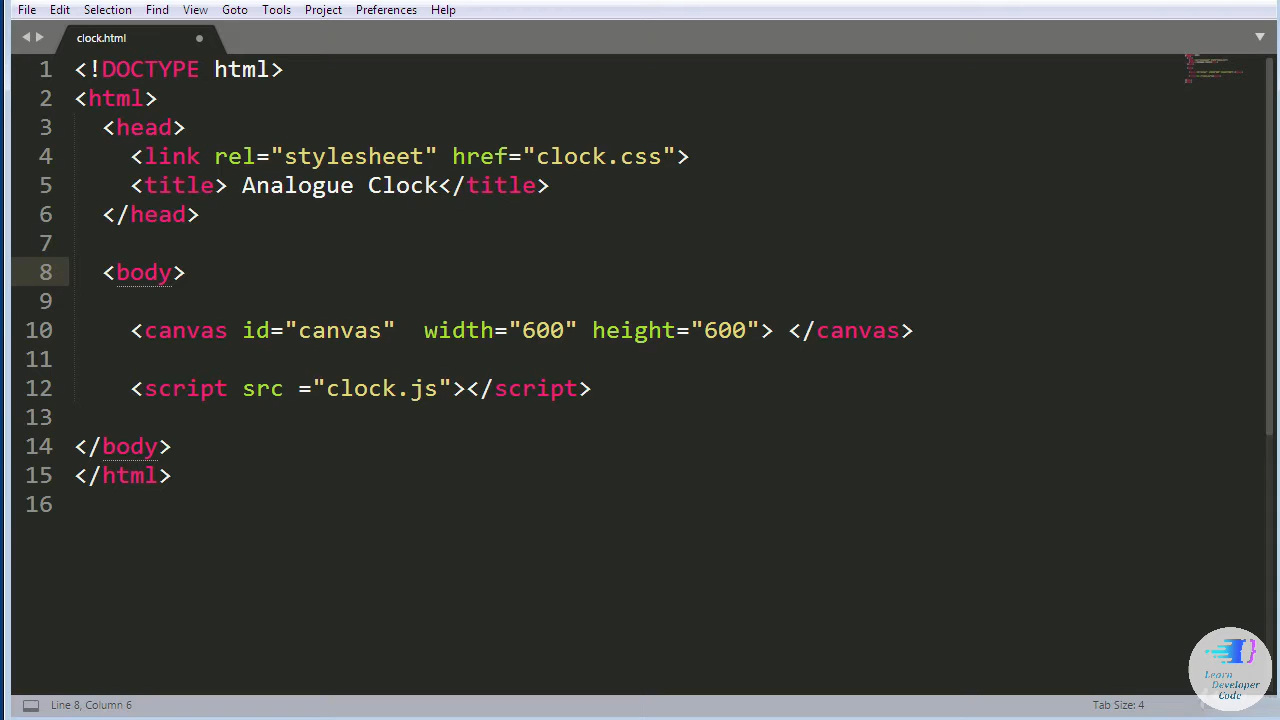 File Edit Selection Find View Goto Tools Project Preferences Help
clock.html
1 <!DOCTYPE html>
2 <html>
3 <head>
4 <link rel="stylesheet" href="clock.css">
5 <title> Analogue Clock</title>
6 </head>
7
8 <body>
9
10 <canvas id="canvas"  width="600" height="600"> </canvas>
11
12 <script src ="clock.js"></script>
13
14 </body>
15 </html>
16
{}
Learn
Developer
Code
Line 8, Column 6 Tab Size: 4